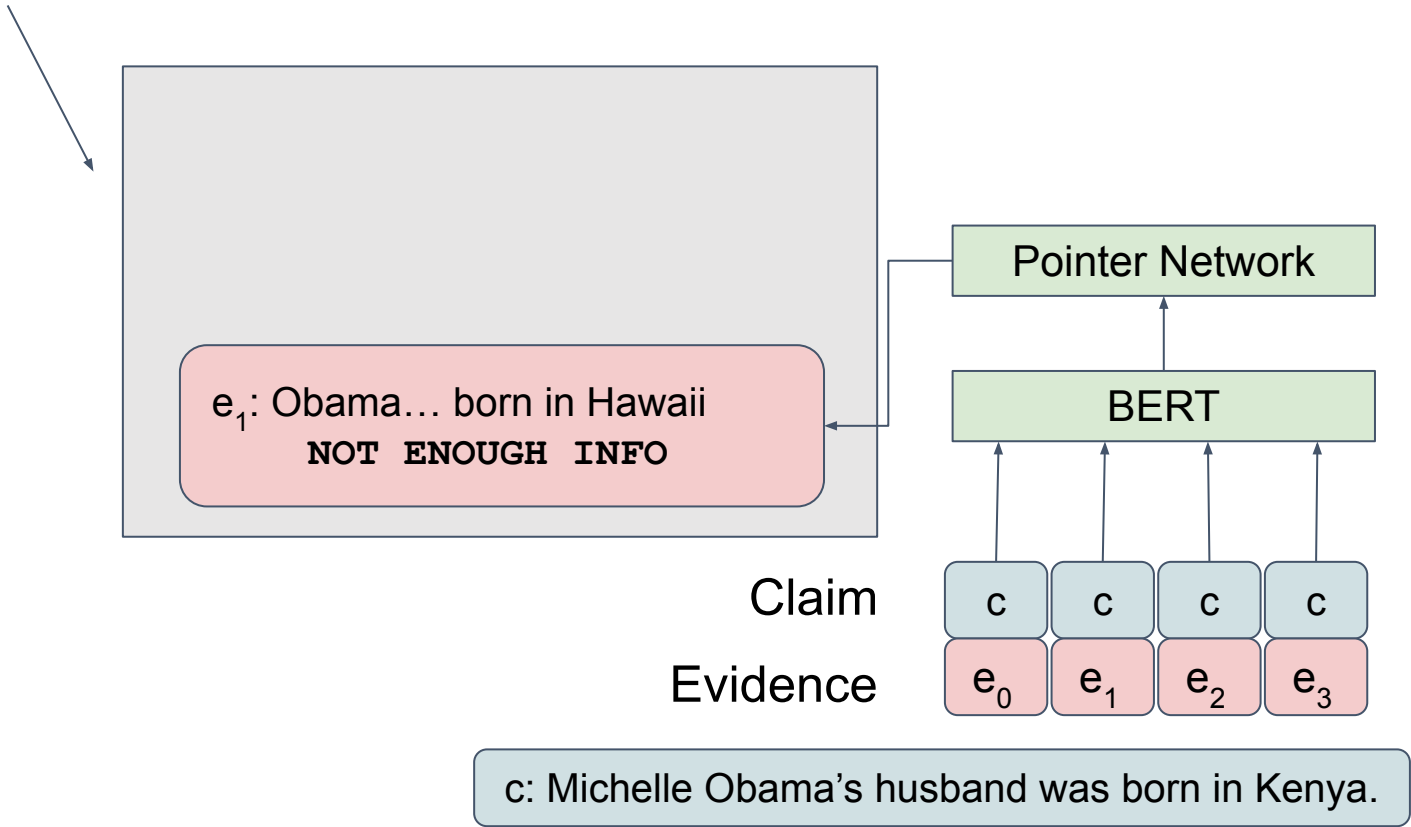 Pointer Network
e₁: Obama… born in Hawaii
NOT ENOUGH INFO
BERT
Claim c c c c
Evidence e₀ e₁ e₂ e₃
c: Michelle Obama’s husband was born in Kenya.